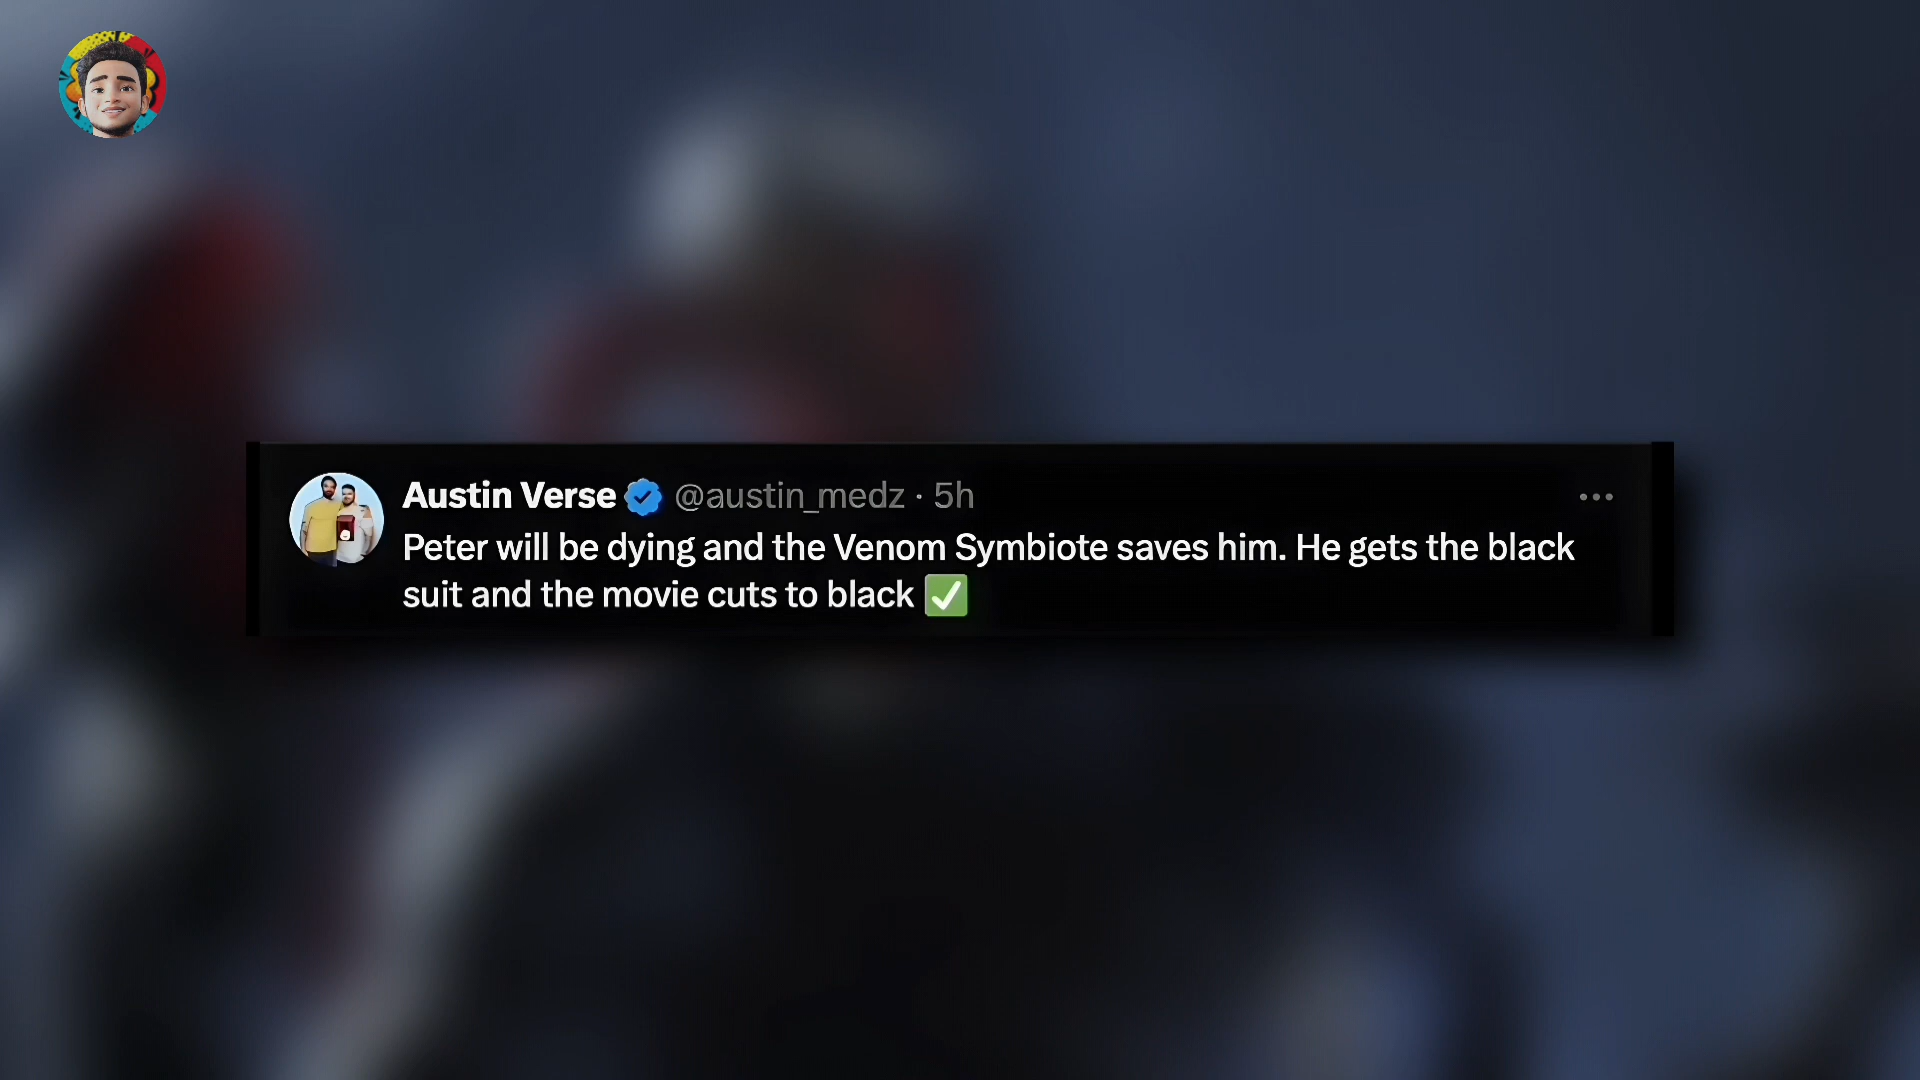 Austin Verse @austin_medz · 5h
Peter will be dying and the Venom Symbiote saves him. He gets the black
suit and the movie cuts to black ✅